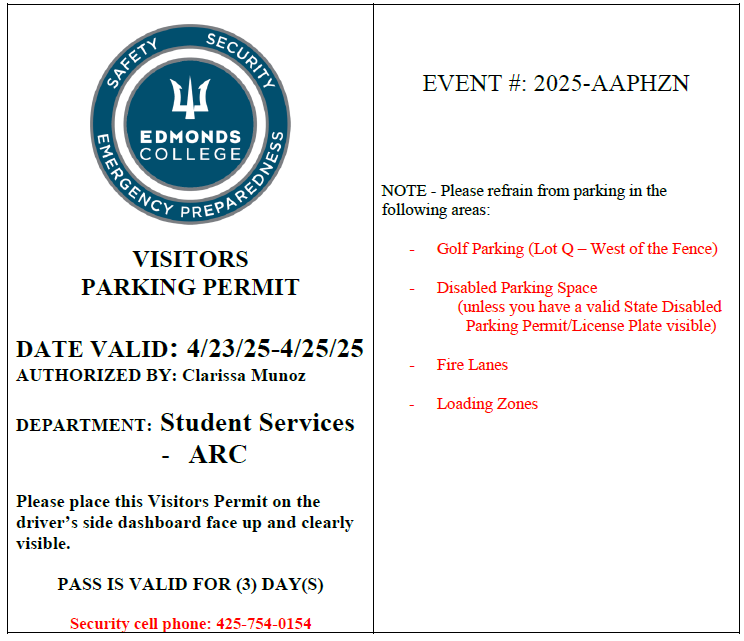 SAFETY SECURITY
EMERGENCY PREPAREDNESS
EDMONDS
COLLEGE
VISITORS
PARKING PERMIT
DATE VALID: 4/23/25-4/25/25
AUTHORIZED BY: Clarissa Munoz
DEPARTMENT: Student Services
- ARC
Please place this Visitors Permit on the
driver's side dashboard face up and clearly
visible.
PASS IS VALID FOR (3) DAY(S)
Security cell phone: 425-754-0154
EVENT #: 2025-AAPHZN
NOTE - Please refrain from parking in the
following areas:
- Golf Parking (Lot Q – West of the Fence)
- Disabled Parking Space
(unless you have a valid State Disabled
Parking Permit/License Plate visible)
- Fire Lanes
- Loading Zones